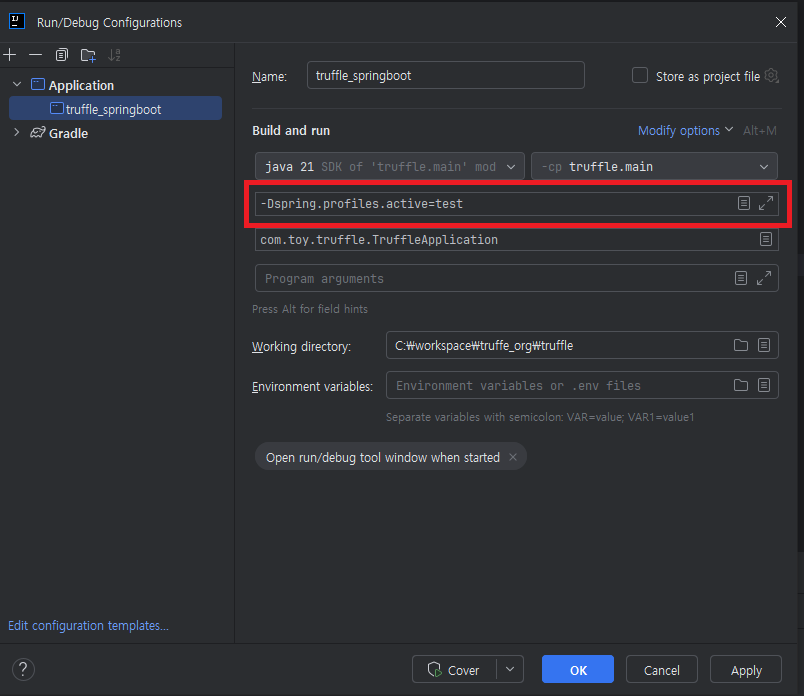 Run/Debug Configurations
Application
truffle_springboot
Gradle
Name: truffle_springboot Store as project file
Build and run Modify options Alt+M
java 21 SDK of 'truffle.main' mod -cp truffle.main
-Dspring.profiles.active=test
com.toy.truffle.TruffleApplication
Program arguments
Press Alt for field hints
Working directory: C:₩workspace₩truffe_org₩truffle
Environment variables: Environment variables or .env files
Separate variables with semicolon: VAR=value; VAR1=value1
Open run/debug tool window when started ×
Edit configuration templates...
? Cover OK Cancel Apply